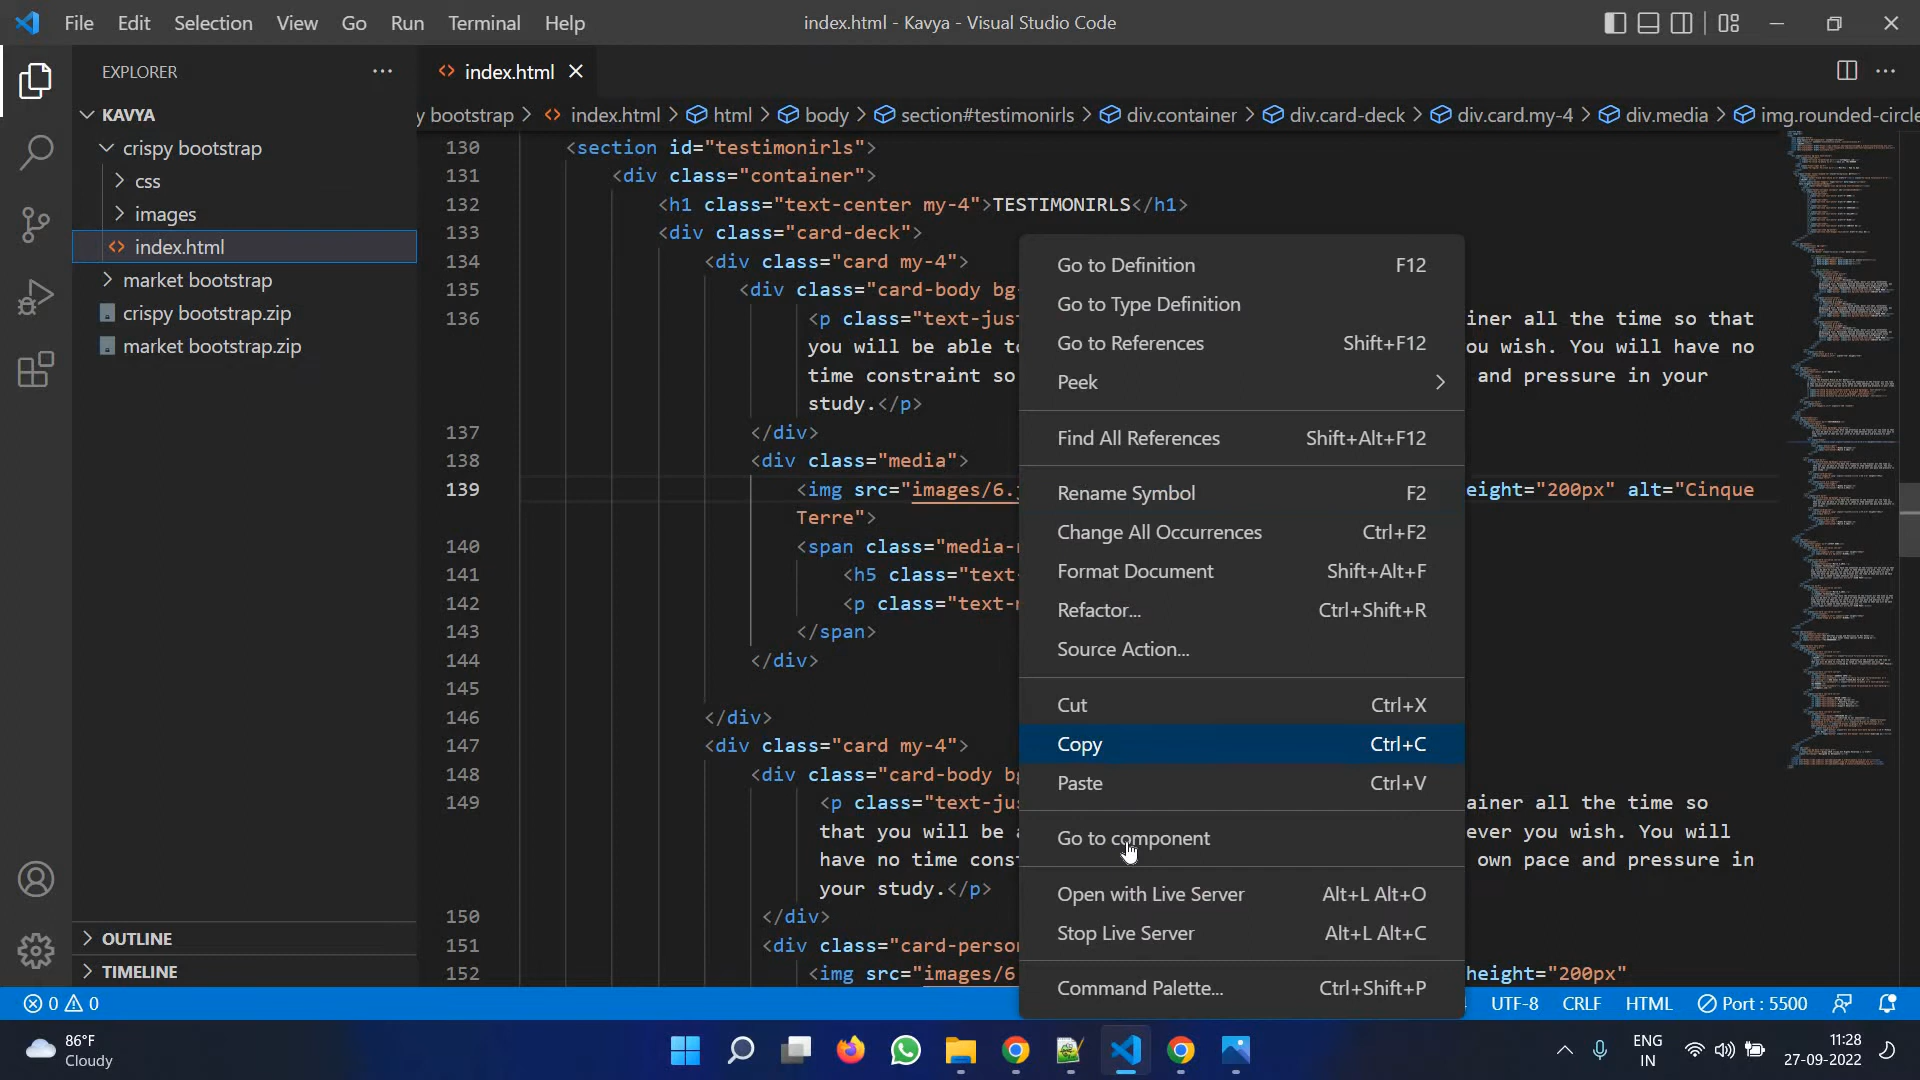 File Edit Selection View Go Run Terminal Help index.html - Kavya - Visual Studio Code
EXPLORER
KAVYA
crispy bootstrap
css
images
index.html
market bootstrap
crispy bootstrap.zip
market bootstrap.zip
OUTLINE
TIMELINE
index.html
y bootstrap > index.html > html > body > section#testimonirls > div.container > div.card-deck > div.card.my-4 > div.media > img.rounded-circle
130 <section id="testimonirls">
131 <div class="container">
132 <h1 class="text-center my-4">TESTIMONIRLS</h1>
133 <div class="card-deck">
134 <div class="card my-4">
135 <div class="card-body bg-
136 <p class="text-jus iner all the time so that
you will be able to ou wish. You will have no
time constraint so and pressure in your
study.</p>
137 </div>
138 <div class="media">
139 <img src="images/6. eight="200px" alt="Cinque
Terre">
140 <span class="media-
141 <h5 class="text-
142 <p class="text-
143 </span>
144 </div>
145
146 </div>
147 <div class="card my-4">
148 <div class="card-body b
149 <p class="text-jus ainer all the time so
that you will be a ever you wish. You will
have no time cons own pace and pressure in
your study.</p>
150 </div>
151 <div class="card-person
152 <img src="images/6 height="200px"
Go to Definition F12
Go to Type Definition
Go to References Shift+F12
Peek
Find All References Shift+Alt+F12
Rename Symbol F2
Change All Occurrences Ctrl+F2
Format Document Shift+Alt+F
Refactor... Ctrl+Shift+R
Source Action...
Cut Ctrl+X
Copy Ctrl+C
Paste Ctrl+V
Go to component
Open with Live Server Alt+L Alt+O
Stop Live Server Alt+L Alt+C
Command Palette... Ctrl+Shift+P
0 0 UTF-8 CRLF HTML Port : 5500
86°F
Cloudy
ENG
IN
11:28
27-09-2022